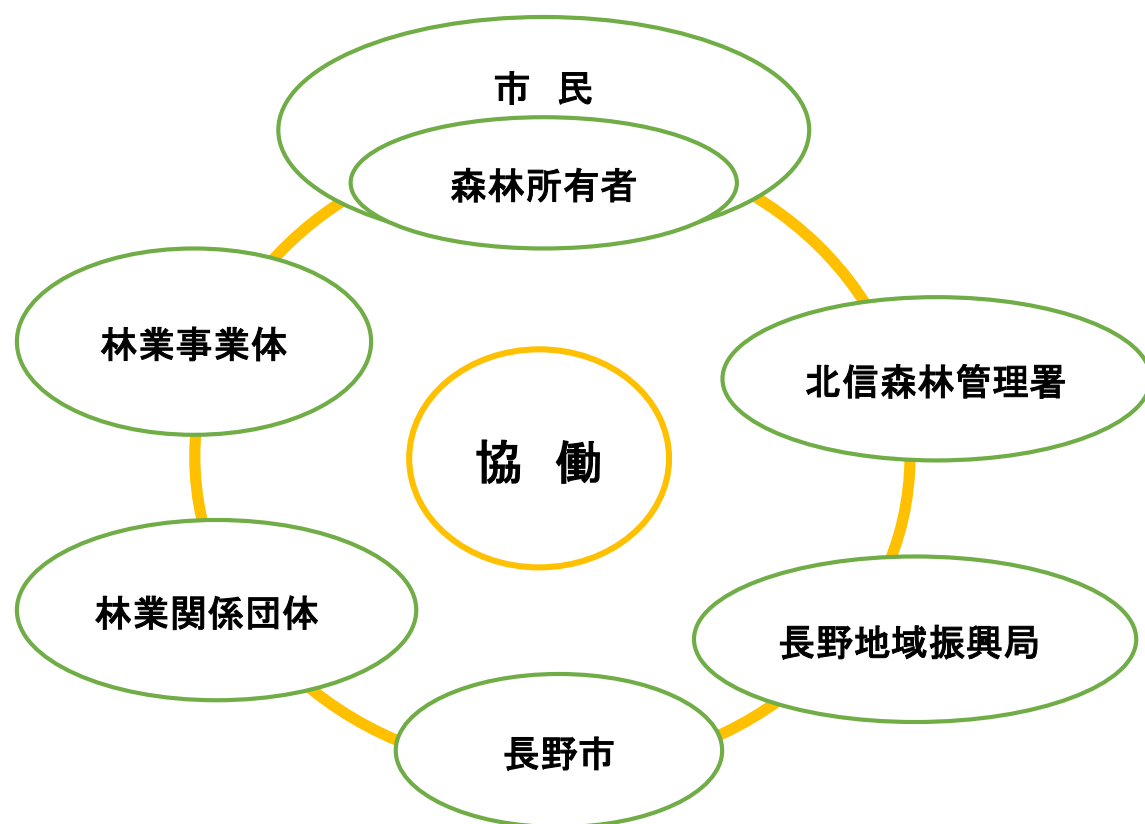 市　民
森林所有者
林業事業体
北信森林管理署
協　働
林業関係団体
長野地域振興局
長野市